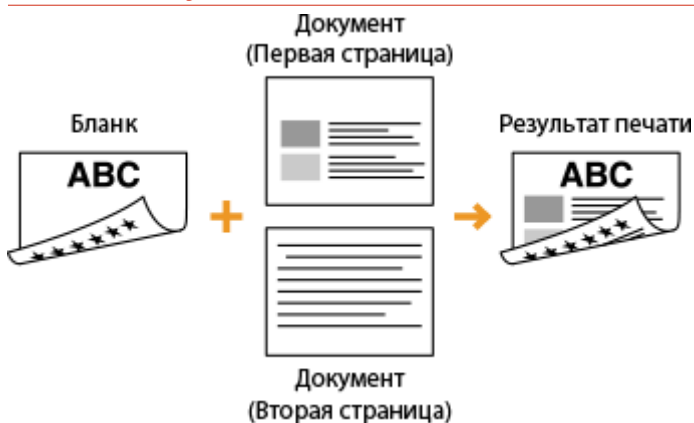 Документ
(Первая страница)
Бланк
ABC
Результат печати
ABC
Документ
(Вторая страница)